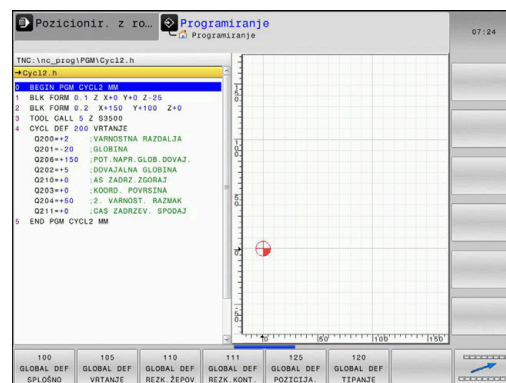 Pozicionir. z ro…
Programiranje
Programiranje
07:24
TNC:\nc_prog\PGM\Cycl2.h
→Cycl2.h
0 BEGIN PGM CYCL2 MM
1 BLK FORM 0.1 Z X+0 Y+0 Z-25
2 BLK FORM 0.2 X+150 Y+100 Z+0
3 TOOL CALL 5 Z S3500
4 CYCL DEF 200 VRTANJE
Q200=+2 ;VARNOSTNA RAZDALJA
Q201=-20 ;GLOBINA
Q206=+150 ;POT.NAPR.GLOB.DOVAJ.
Q202=+5 ;DOVAJALNA GLOBINA
Q210=+0 ;AS ZADRZ.ZGORAJ
Q203=+0 ;KOORD. POVRSINA
Q204=+50 ;2. VARNOST. RAZMAK
Q211=+0 ;CAS ZADRZEV. SPODAJ
5 END PGM CYCL2 MM
150
100
50
0
-50
0 50 100 150
100 GLOBAL DEF SPLOŠNO
105 GLOBAL DEF VRTANJE
110 GLOBAL DEF REZK.ŽEPOV
111 GLOBAL DEF REZK.KONT.
125 GLOBAL DEF POZICIJA.
120 GLOBAL DEF TIPANJE